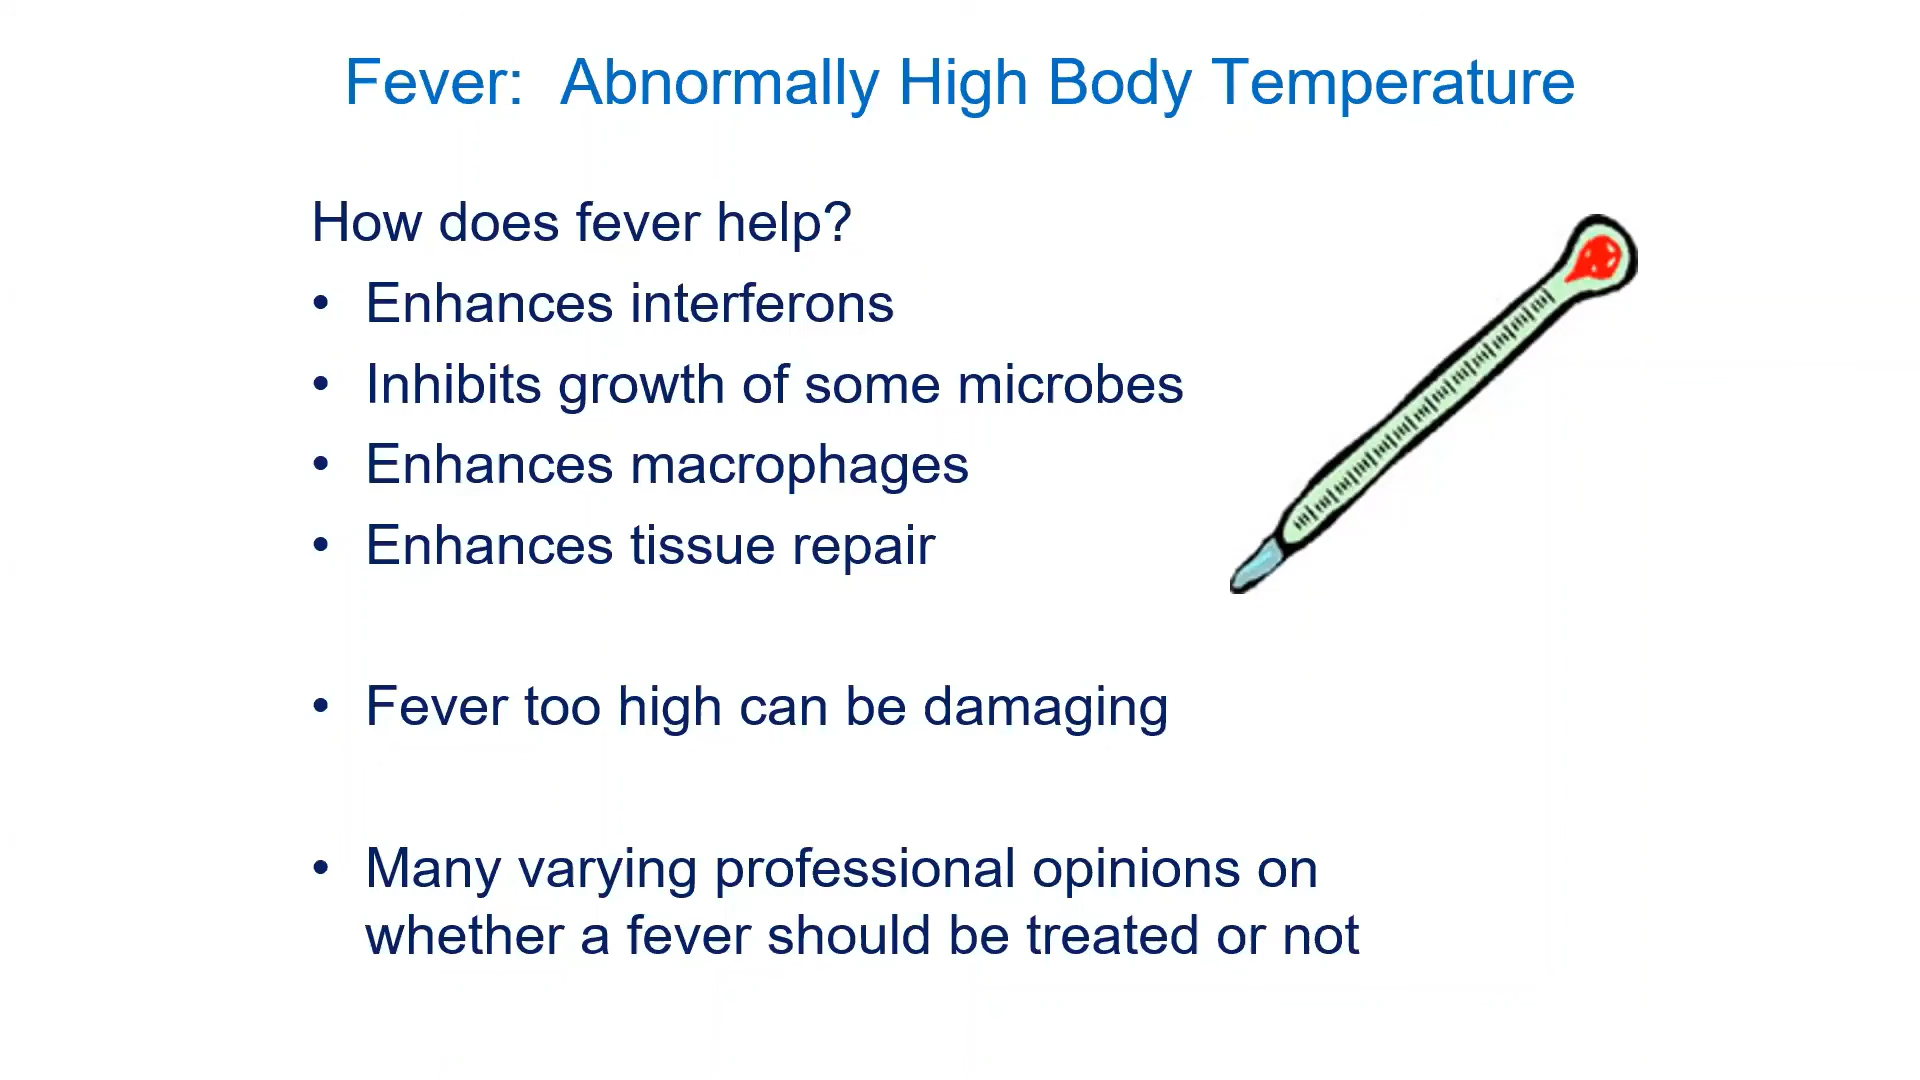 Fever:  Abnormally High Body Temperature
How does fever help?
• Enhances interferons
• Inhibits growth of some microbes
• Enhances macrophages
• Enhances tissue repair
• Fever too high can be damaging
• Many varying professional opinions on
whether a fever should be treated or not